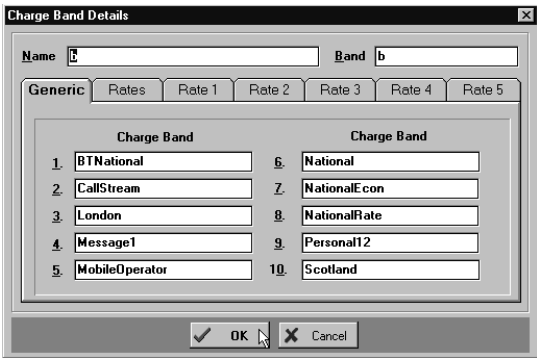 Charge Band Details
Name b Band b
Generic Rates Rate 1 Rate 2 Rate 3 Rate 4 Rate 5
Charge Band Charge Band
1. BTNational 6. National
2. CallStream 7. NationalEcon
3. London 8. NationalRate
4. Message1 9. Personal12
5. MobileOperator 10. Scotland
OK Cancel